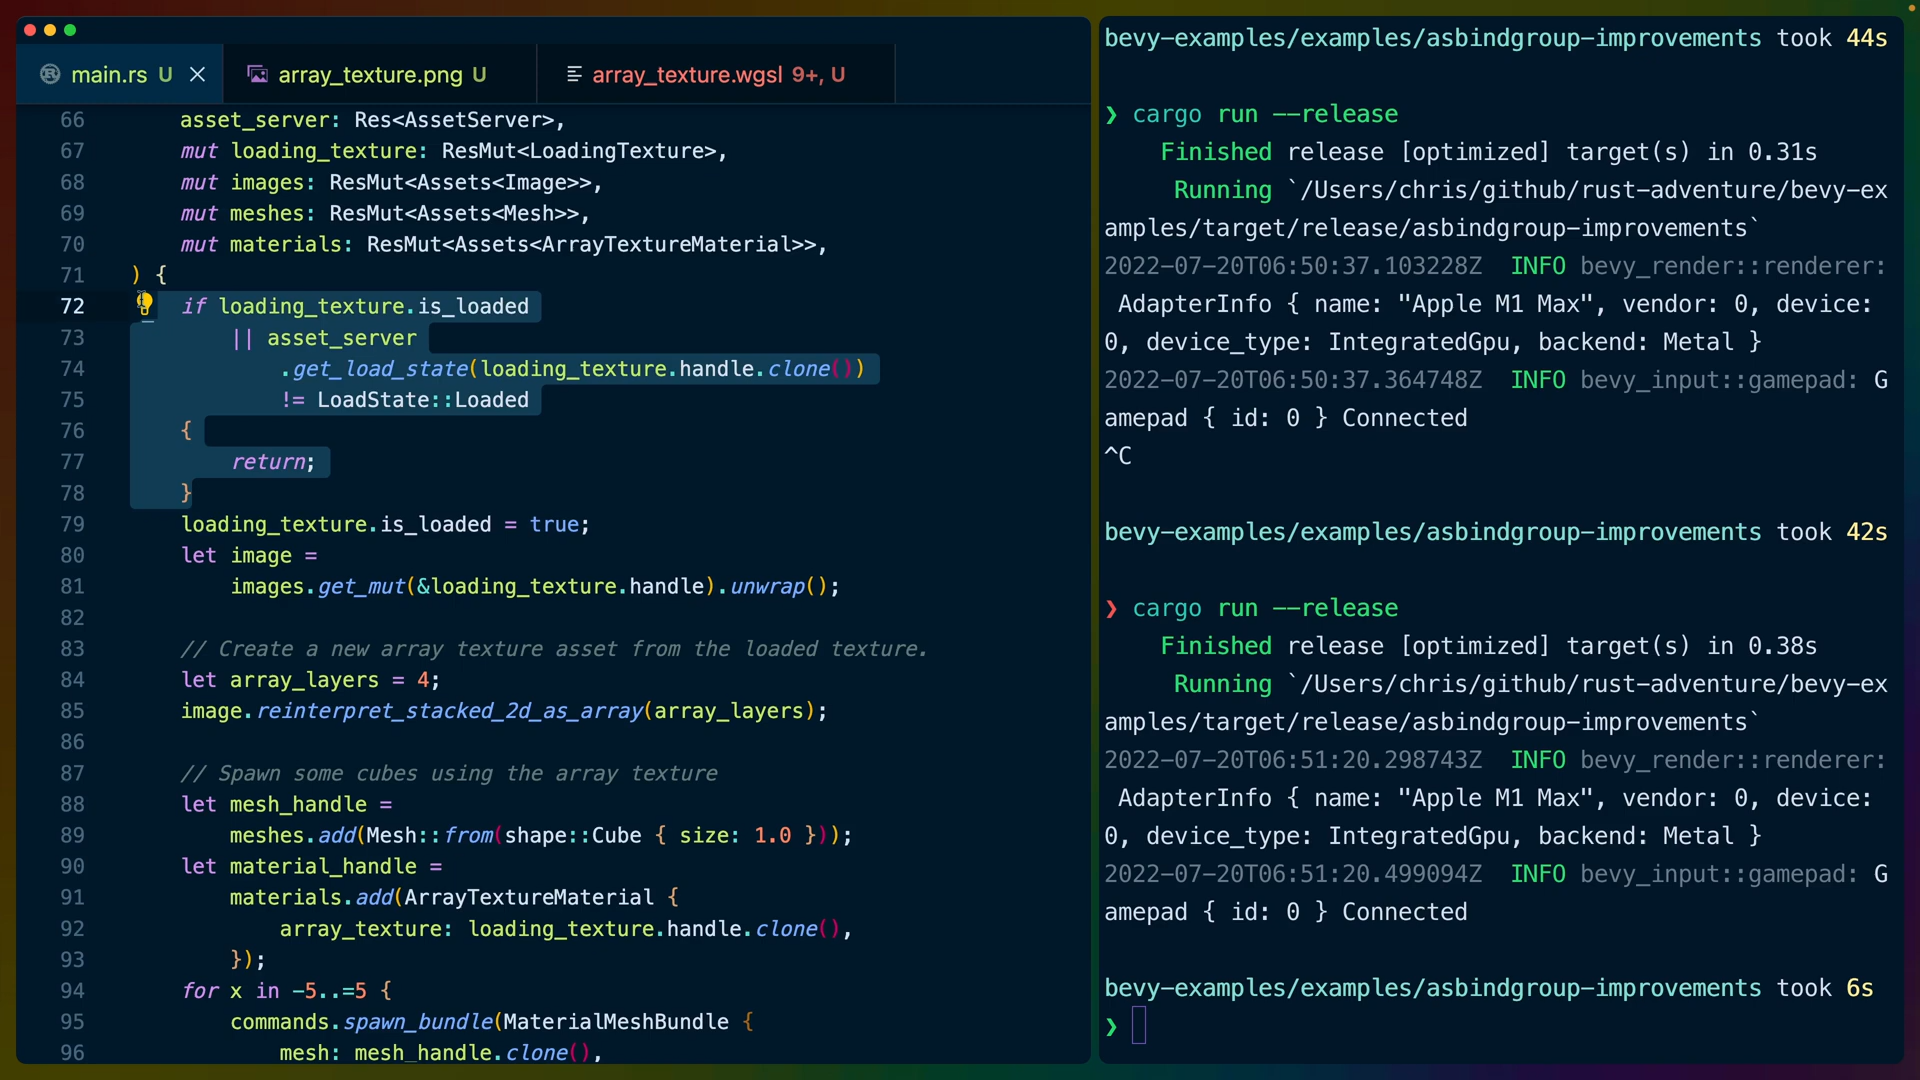 main.rs U
array_texture.png U
array_texture.wgsl 9+, U
66 asset_server: Res<AssetServer>,
67 mut loading_texture: ResMut<LoadingTexture>,
68 mut images: ResMut<Assets<Image>>,
69 mut meshes: ResMut<Assets<Mesh>>,
70 mut materials: ResMut<Assets<ArrayTextureMaterial>>,
71 ) {
72 if loading_texture.is_loaded
73 || asset_server
74 .get_load_state(loading_texture.handle.clone())
75 != LoadState::Loaded
76 {
77 return;
78 }
79 loading_texture.is_loaded = true;
80 let image =
81 images.get_mut(&loading_texture.handle).unwrap();
82
83 // Create a new array texture asset from the loaded texture.
84 let array_layers = 4;
85 image.reinterpret_stacked_2d_as_array(array_layers);
86
87 // Spawn some cubes using the array texture
88 let mesh_handle =
89 meshes.add(Mesh::from(shape::Cube { size: 1.0 }));
90 let material_handle =
91 materials.add(ArrayTextureMaterial {
92 array_texture: loading_texture.handle.clone(),
93 });
94 for x in -5..=5 {
95 commands.spawn_bundle(MaterialMeshBundle {
96 mesh: mesh_handle.clone(),
bevy-examples/examples/asbindgroup-improvements took 44s
❯ cargo run --release
Finished release [optimized] target(s) in 0.31s
Running `/Users/chris/github/rust-adventure/bevy-ex
amples/target/release/asbindgroup-improvements`
2022-07-20T06:50:37.103228Z INFO bevy_render::renderer:
AdapterInfo { name: "Apple M1 Max", vendor: 0, device:
0, device_type: IntegratedGpu, backend: Metal }
2022-07-20T06:50:37.364748Z INFO bevy_input::gamepad: G
amepad { id: 0 } Connected
^C
bevy-examples/examples/asbindgroup-improvements took 42s
❯ cargo run --release
Finished release [optimized] target(s) in 0.38s
Running `/Users/chris/github/rust-adventure/bevy-ex
amples/target/release/asbindgroup-improvements`
2022-07-20T06:51:20.298743Z INFO bevy_render::renderer:
AdapterInfo { name: "Apple M1 Max", vendor: 0, device:
0, device_type: IntegratedGpu, backend: Metal }
2022-07-20T06:51:20.499094Z INFO bevy_input::gamepad: G
amepad { id: 0 } Connected
bevy-examples/examples/asbindgroup-improvements took 6s
❯